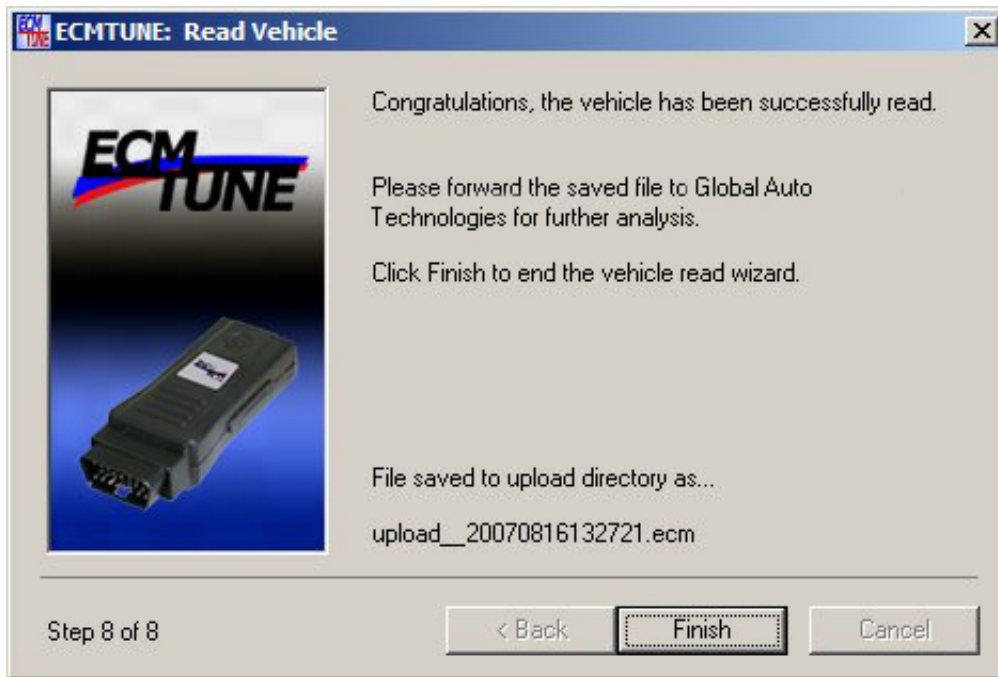 ECMTUNE: Read Vehicle
ECM
TUNE
Congratulations, the vehicle has been successfully read.
Please forward the saved file to Global Auto
Technologies for further analysis.
Click Finish to end the vehicle read wizard.
File saved to upload directory as...
upload__20070816132721.ecm
Step 8 of 8
< Back
Finish
Cancel